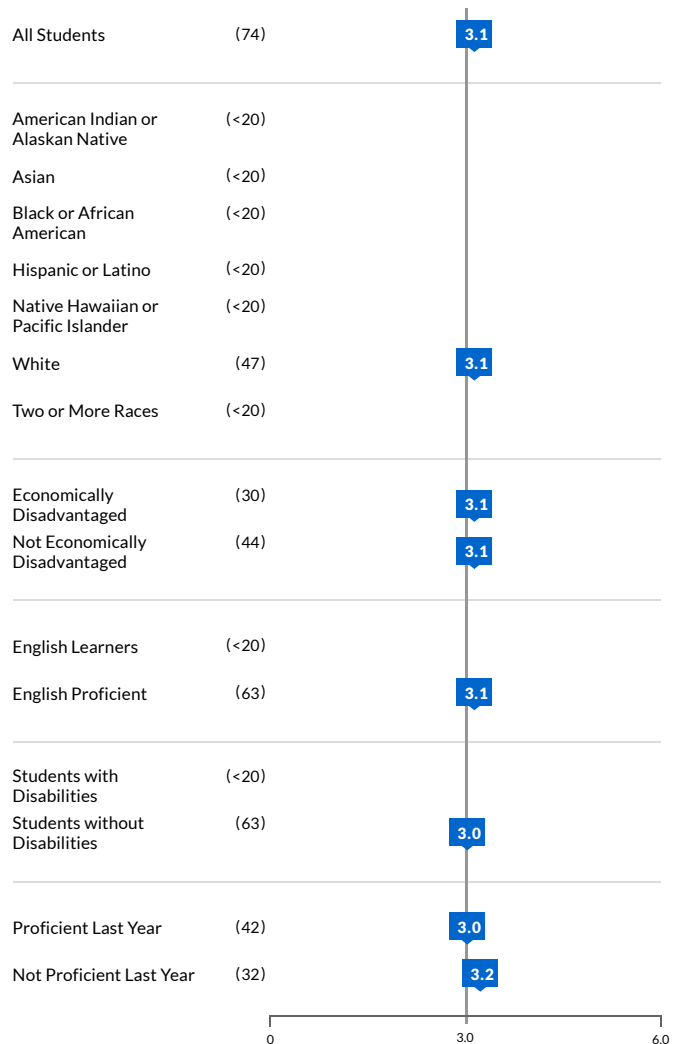 All Students (74) 3.1
American Indian or (<20)
Alaskan Native
Asian (<20)
Black or African (<20)
American
Hispanic or Latino (<20)
Native Hawaiian or (<20)
Pacific Islander
White (47) 3.1
Two or More Races (<20)
Economically (30) 3.1
Disadvantaged
Not Economically (44) 3.1
Disadvantaged
English Learners (<20)
English Proficient (63) 3.1
Students with (<20)
Disabilities
Students without (63) 3.0
Disabilities
Proficient Last Year (42) 3.0
Not Proficient Last Year (32) 3.2
0 3.0 6.0